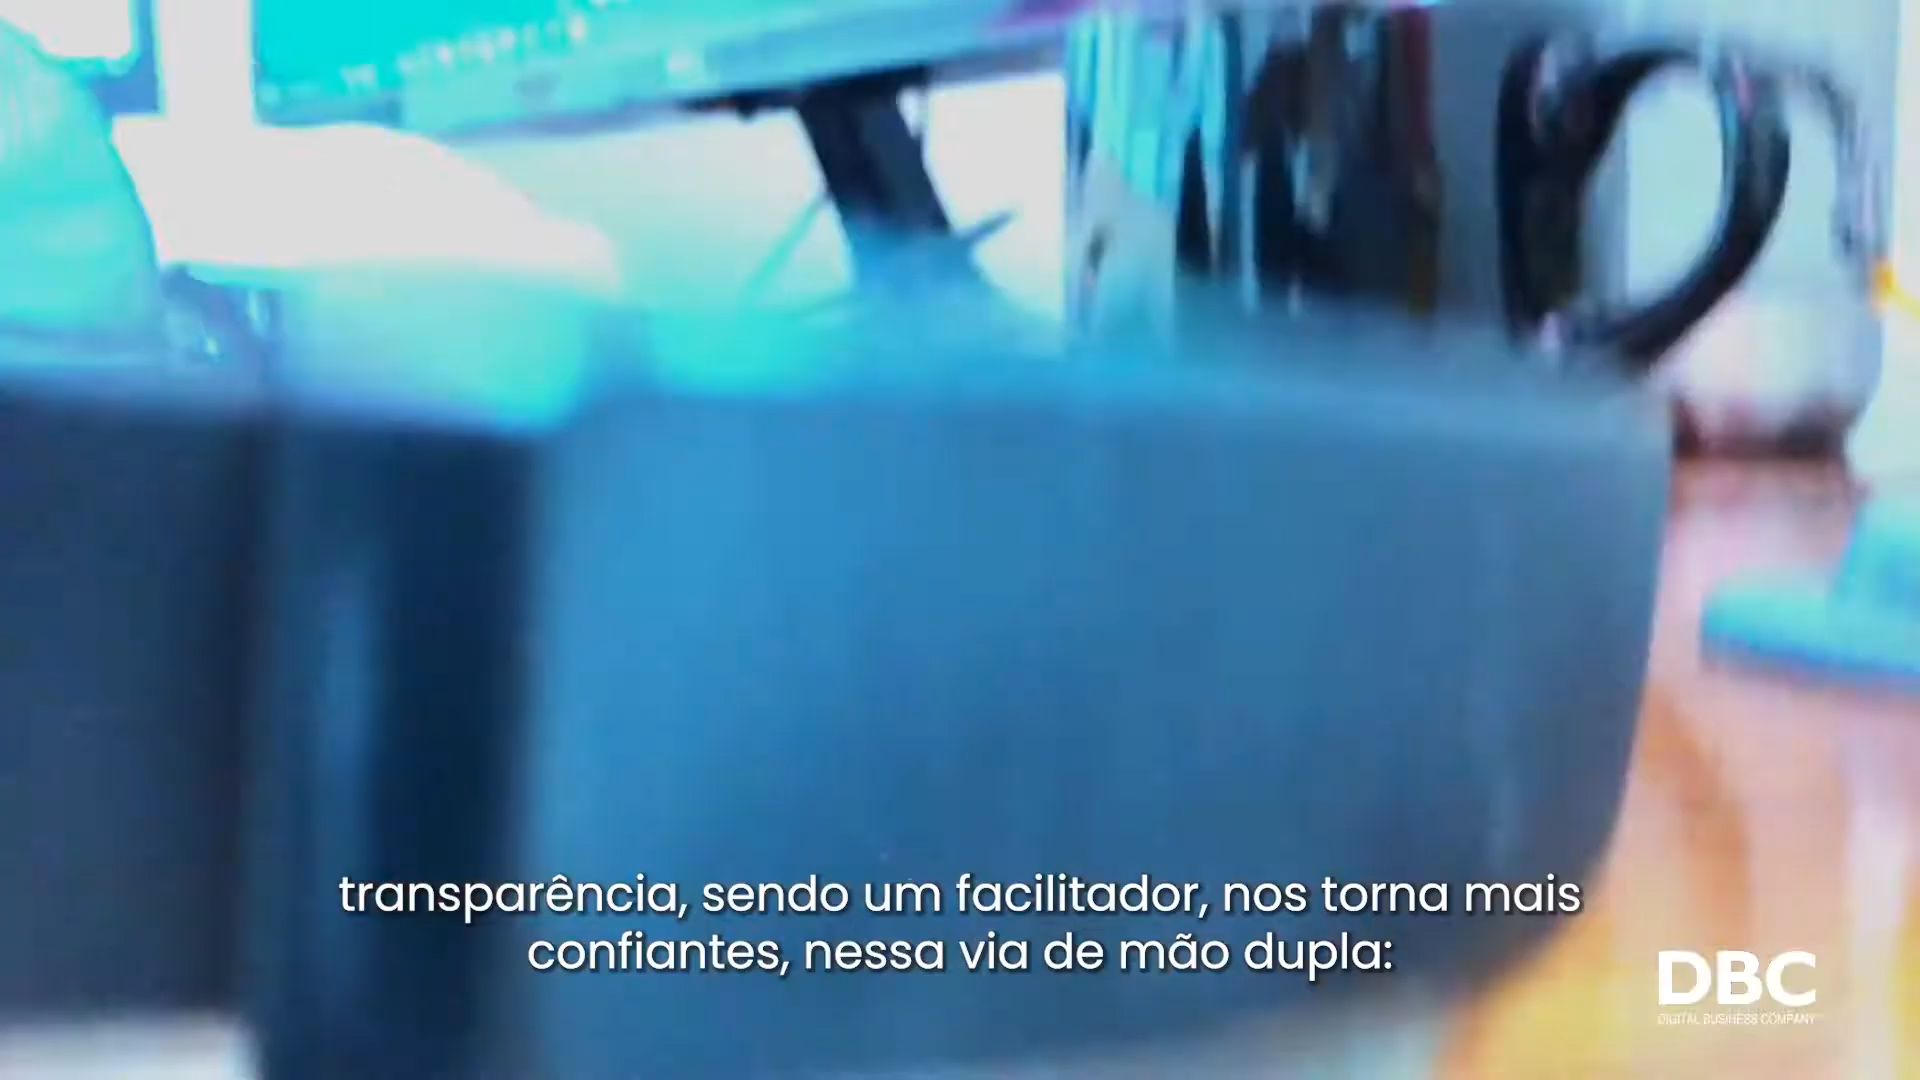 transparência, sendo um facilitador, nos torna mais
confiantes, nessa via de mão dupla:
DBC
DIGITAL BUSINESS COMPANY